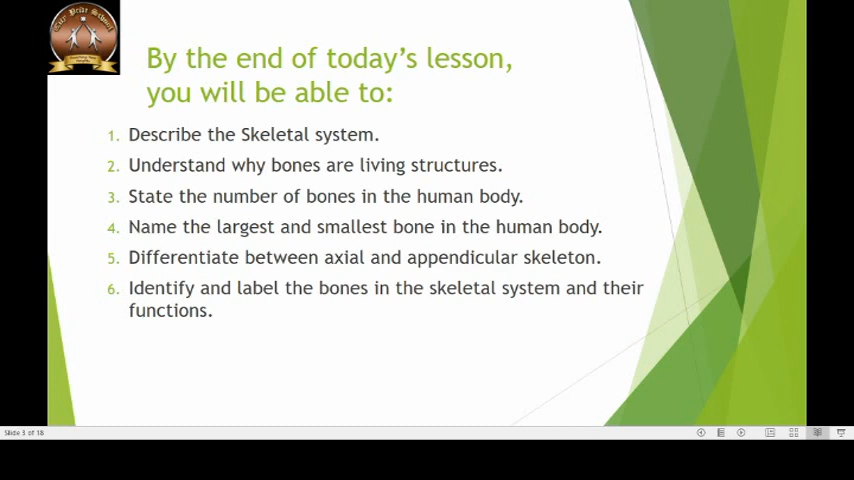 City Pride School
By the end of today's lesson,
you will be able to:
1. Describe the Skeletal system.
2. Understand why bones are living structures.
3. State the number of bones in the human body.
4. Name the largest and smallest bone in the human body.
5. Differentiate between axial and appendicular skeleton.
6. Identify and label the bones in the skeletal system and their
functions.
Slide 3 of 18